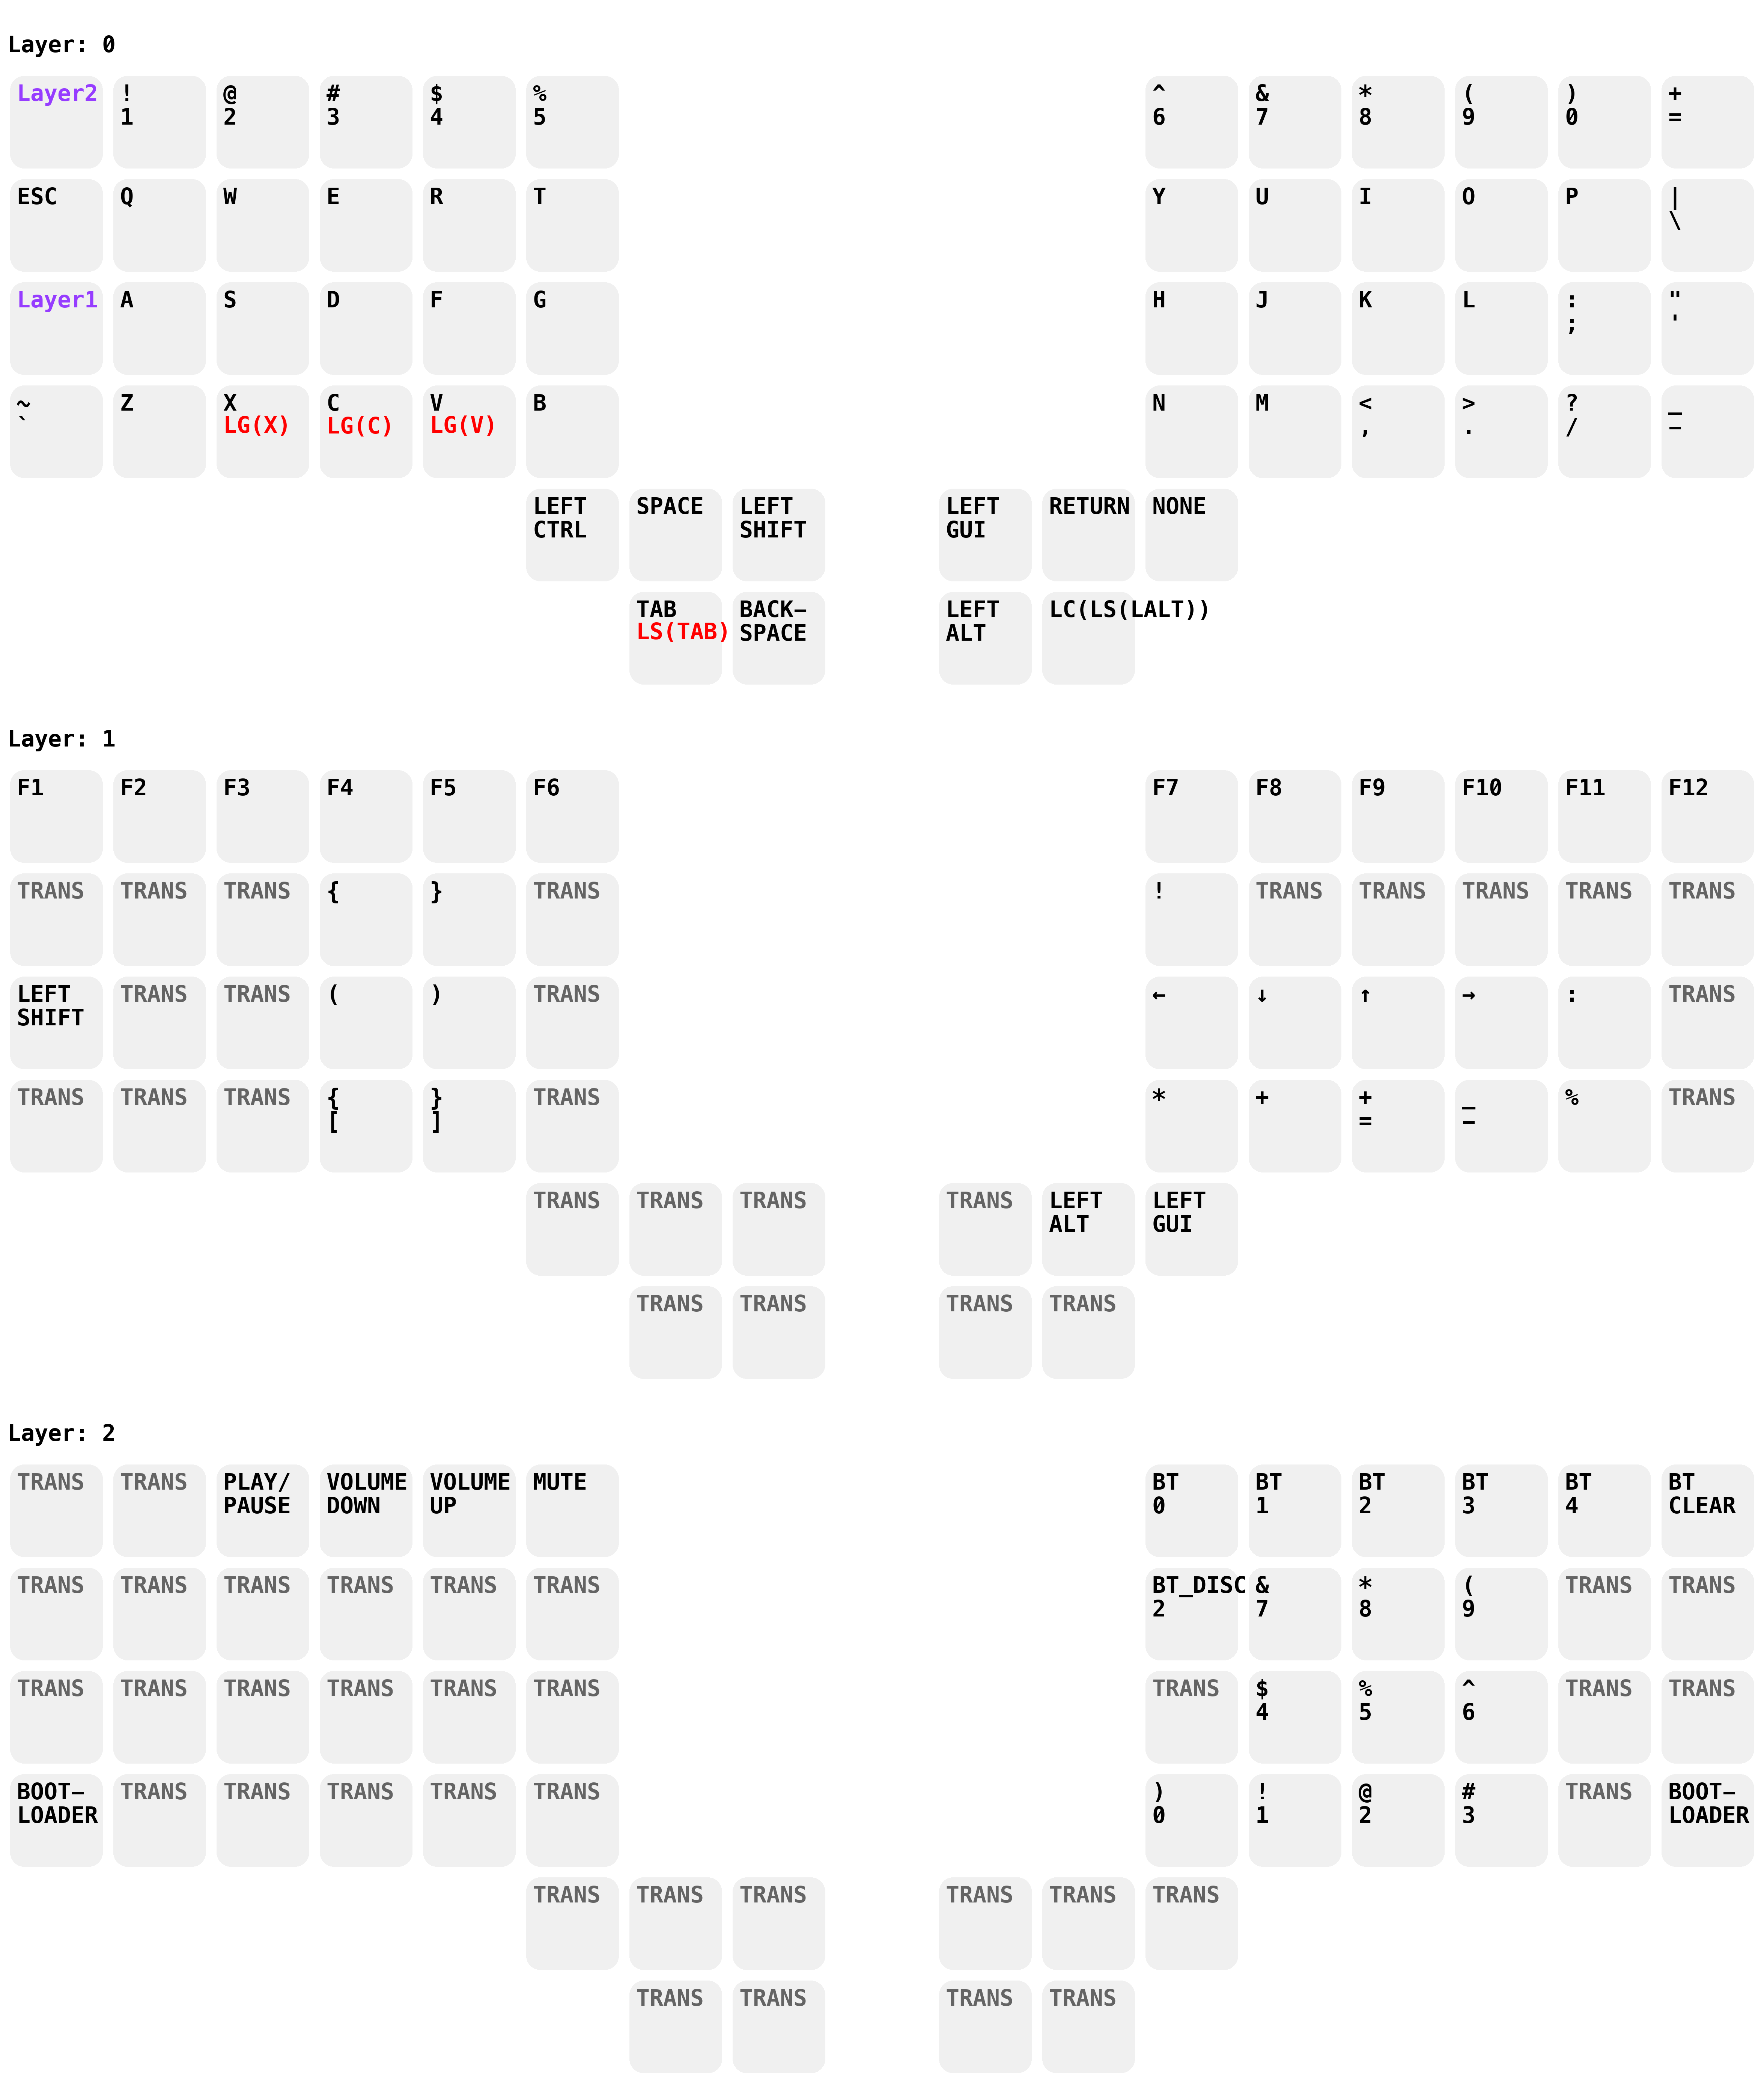 Layer: 0
Layer2 ! @ # $ % ^ & * ( ) +
1 2 3 4 5 6 7 8 9 0 =
ESC Q W E R T Y U I O P |
\
Layer1 A S D F G H J K L : "
; '
~ Z X C V B N M < > ? _
` LG(X) LG(C) LG(V) , . / -
LEFT SPACE LEFT LEFT RETURN NONE
CTRL SHIFT GUI
TAB BACK- LEFT LC(LS(LALT))
LS(TAB) SPACE ALT
Layer: 1
F1 F2 F3 F4 F5 F6 F7 F8 F9 F10 F11 F12
TRANS TRANS TRANS { } TRANS ! TRANS TRANS TRANS TRANS TRANS
LEFT TRANS TRANS ( ) TRANS ← ↓ ↑ → : TRANS
SHIFT
TRANS TRANS TRANS { } TRANS * + + _ % TRANS
[ ] = -
TRANS TRANS TRANS TRANS LEFT LEFT
ALT GUI
TRANS TRANS TRANS TRANS
Layer: 2
TRANS TRANS PLAY/ VOLUME VOLUME MUTE BT BT BT BT BT BT
PAUSE DOWN UP 0 1 2 3 4 CLEAR
TRANS TRANS TRANS TRANS TRANS TRANS BT_DISC & * ( TRANS TRANS
2 7 8 9
TRANS TRANS TRANS TRANS TRANS TRANS TRANS $ % ^ TRANS TRANS
4 5 6
BOOT- TRANS TRANS TRANS TRANS TRANS ) ! @ # TRANS BOOT-
LOADER 0 1 2 3 LOADER
TRANS TRANS TRANS TRANS TRANS TRANS
TRANS TRANS TRANS TRANS